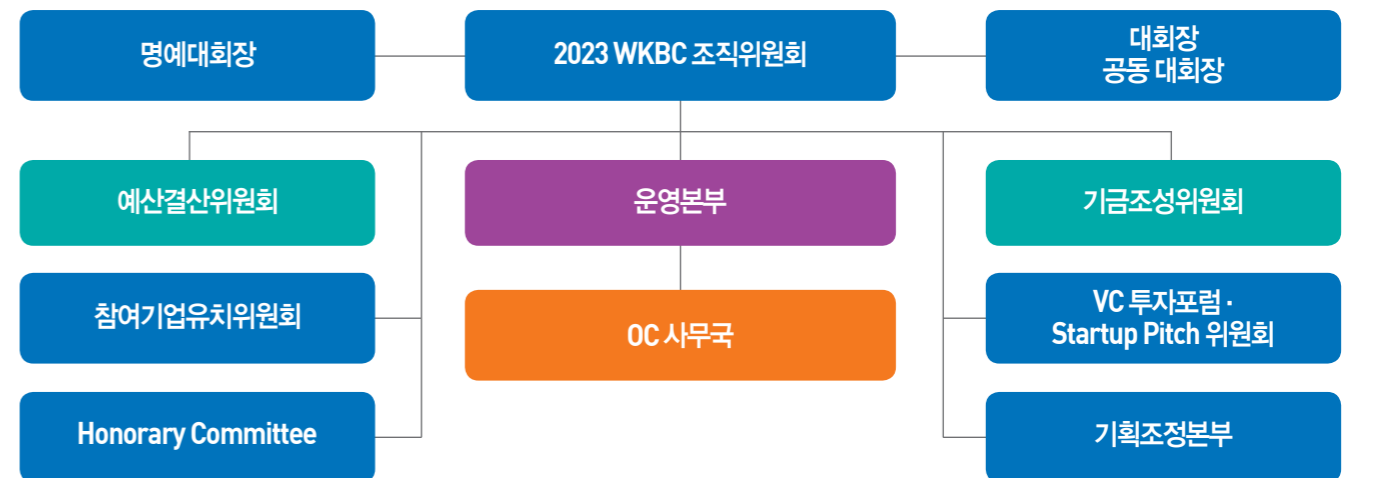 명예대회장
2023 WKBC 조직위원회
대회장
공동 대회장
예산결산위원회
운영본부
기금조성위원회
참여기업유치위원회
OC 사무국
VC 투자포럼 ·
Startup Pitch 위원회
Honorary Committee
기획조정본부